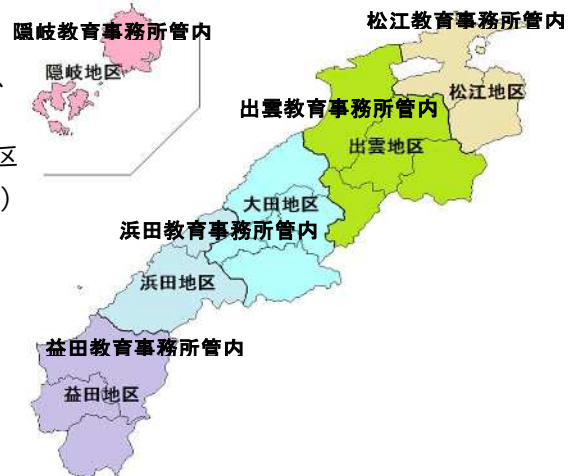 松江教育事務所管内
隠岐教育事務所管内
隠岐地区
、
松江地区
出雲教育事務所管内
出雲地区
区
）
大田地区
浜田教育事務所管内
浜田地区
益田教育事務所管内
益田地区